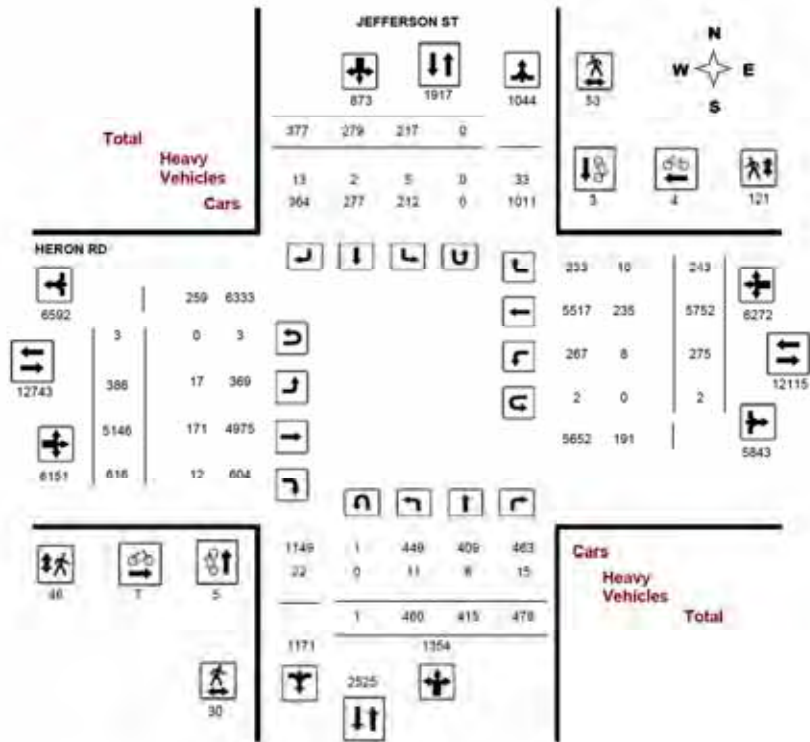 JEFFERSON ST
N
W E
S
873 1917 1044 53
377 279 217 0
Total
Heavy
Vehicles
Cars
13 2 5 0 33
364 277 212 0 1011
3 4 121
HERON RD
6592
259 6333
3 0 3
12743
386 17 369
5146 171 4975
6151
616 12 604
233 10 243
5517 235 5752
6272
267 8 275
12115
2 0 2
5652 191
5843
1149 1 449 409 463
22 0 11 6 15
1 460 415 478
1171 1354
2525
46 7 5
30
Cars
Heavy
Vehicles
Total